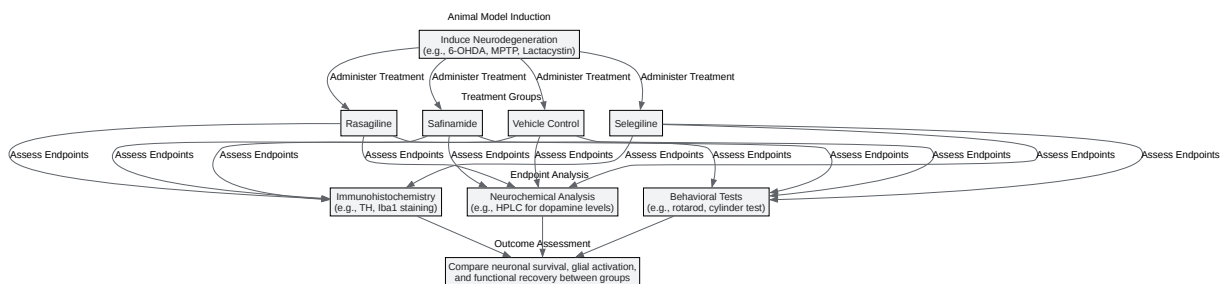 Animal Model Induction
Induce Neurodegeneration
(e.g., 6-OHDA, MPTP, Lactacystin)
Administer Treatment
Administer Treatment
Administer Treatment
Administer Treatment
Treatment Groups
Rasagiline
Safinamide
Vehicle Control
Selegiline
Assess Endpoints
Assess Endpoints
Assess Endpoints
Assess Endpoints
Assess Endpoints
Assess Endpoints
Assess Endpoints
Assess Endpoints
Assess Endpoints
Assess Endpoints
Assess Endpoints
Assess Endpoints
Endpoint Analysis
Immunohistochemistry
(e.g., TH, Iba1 staining)
Neurochemical Analysis
(e.g., HPLC for dopamine levels)
Behavioral Tests
(e.g., rotarod, cylinder test)
Outcome Assessment
Compare neuronal survival, glial activation,
and functional recovery between groups